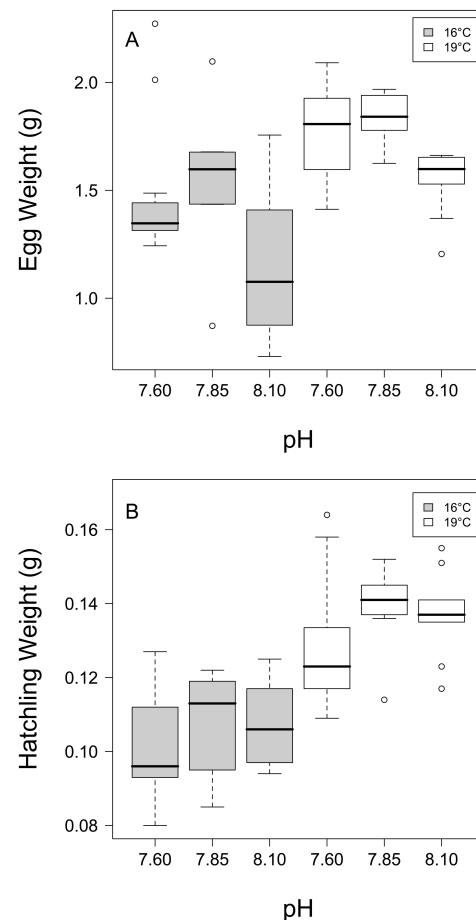 A
16°C
19°C
Egg Weight (g)
2.0
1.5
1.0
7.60 7.85 8.10 7.60 7.85 8.10
pH
B
16°C
19°C
Hatchling Weight (g)
0.16
0.14
0.12
0.10
0.08
7.60 7.85 8.10 7.60 7.85 8.10
pH